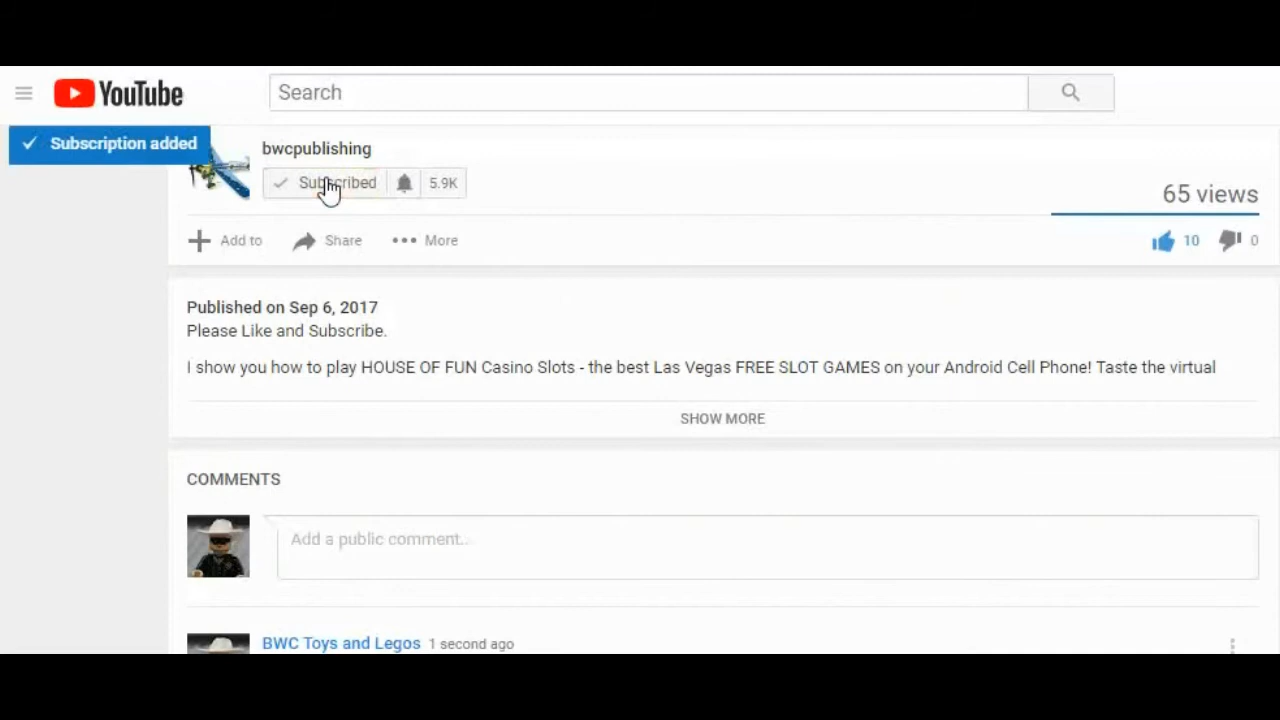 YouTube
Search
Subscription added
bwcpublishing
Subscribed 5.9K
65 views
Add to Share More
10 0
Published on Sep 6, 2017
Please Like and Subscribe.
I show you how to play HOUSE OF FUN Casino Slots - the best Las Vegas FREE SLOT GAMES on your Android Cell Phone! Taste the virtual
SHOW MORE
COMMENTS
Add a public comment...
BWC Toys and Legos 1 second ago